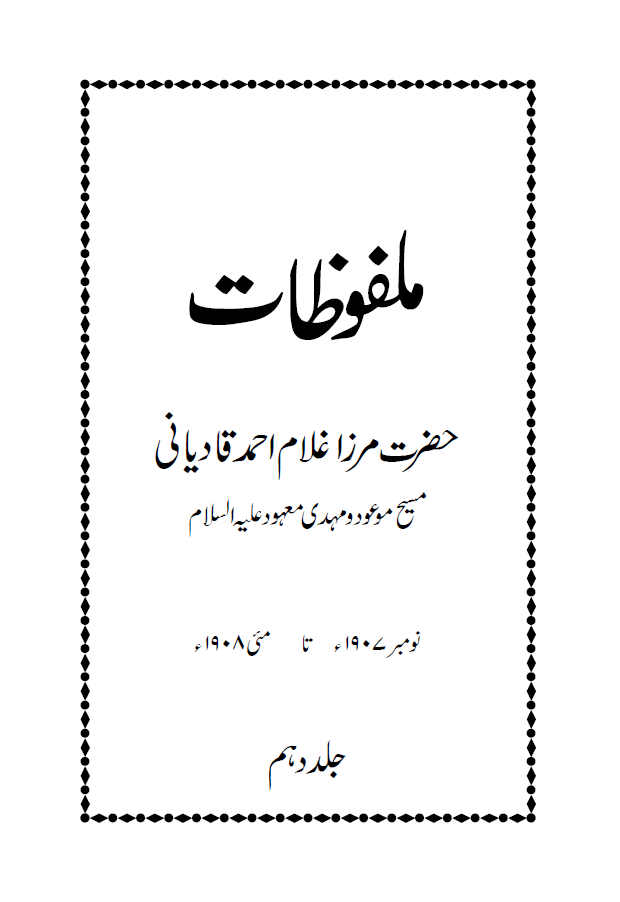 ملفوظات
حضرت مرزا غلام احمد قادیانی
مسیح موعود و مہدی معہود علیہ السلام
نومبر ۱۹۰۷ء تا مئی ۱۹۰۸ء
جلد دہم